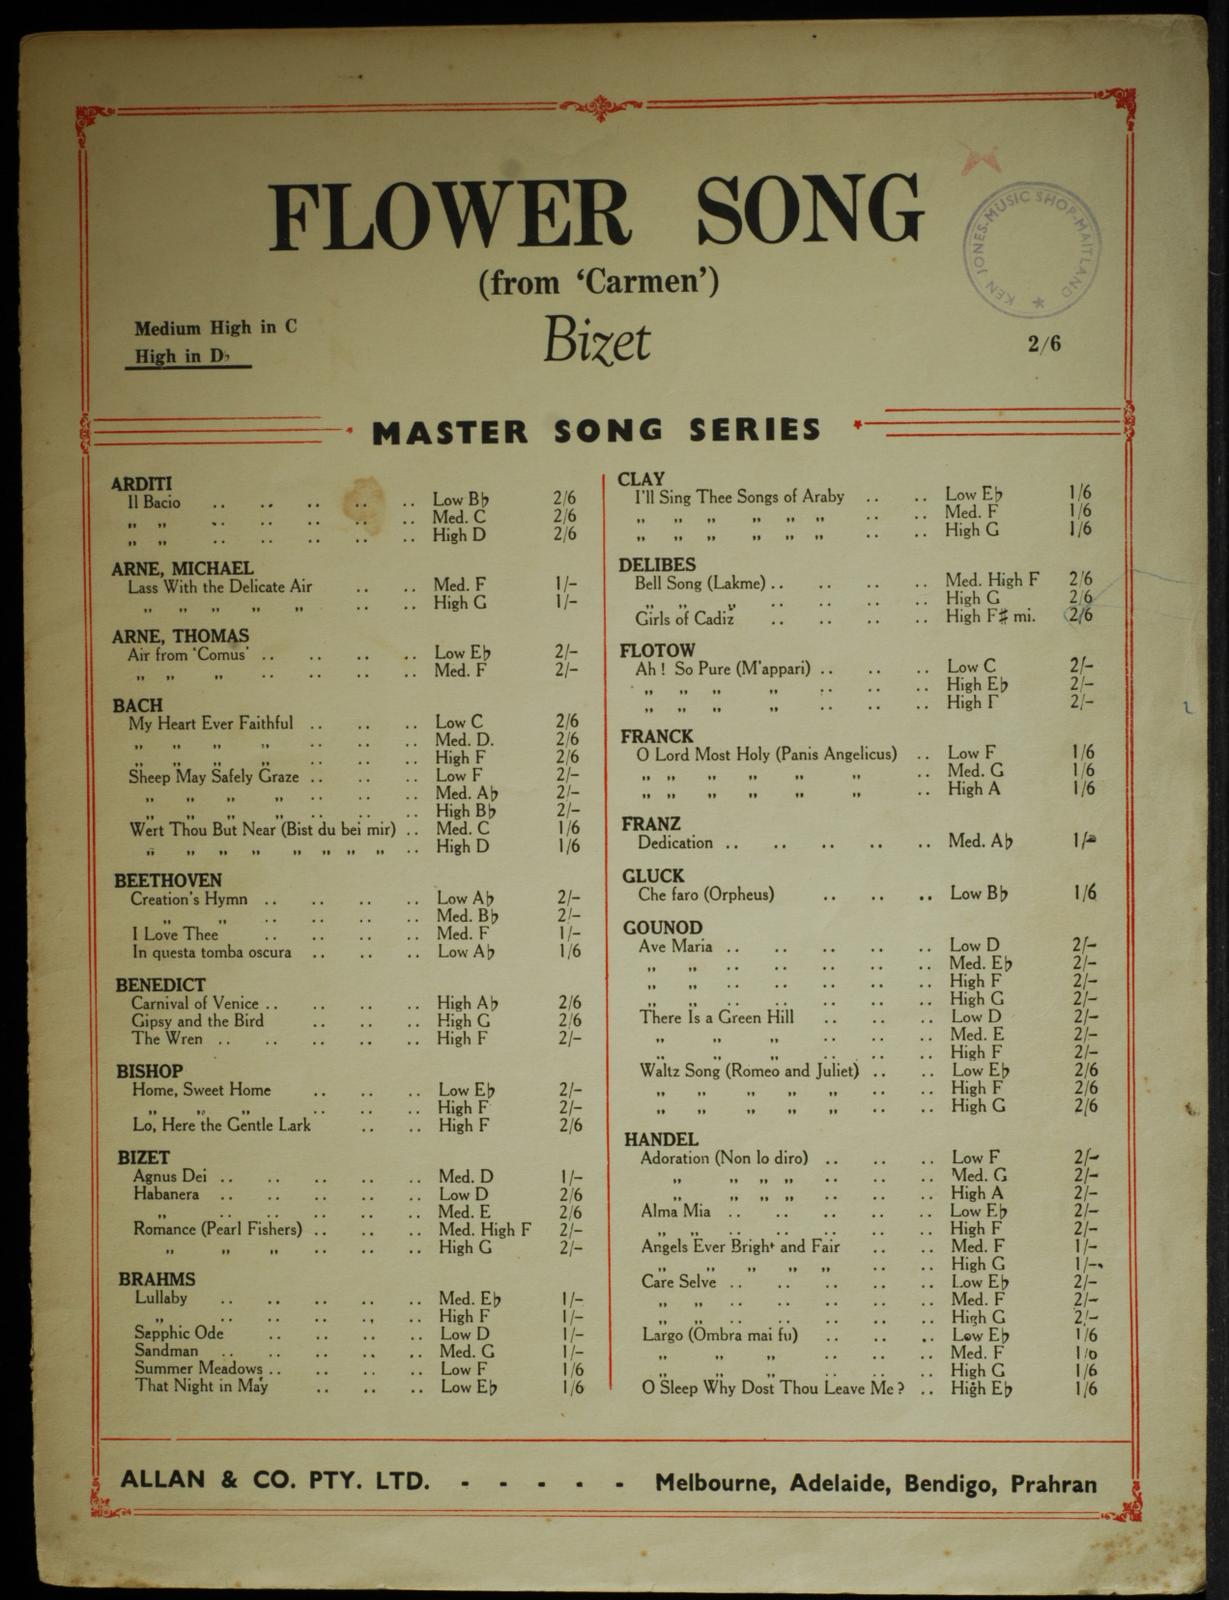 FLOWER SONG
(from ‘Carmen’)
Bizet
Medium High in C
High in D♭
2/6
KEN JONES-MUSIC SHOP-MAITLAND ★
MASTER SONG SERIES
ARDITI
Il Bacio .. .. .. .. .. Low B♭ 2/6
,, ,, .. .. .. .. .. Med. C 2/6
,, ,, .. .. .. .. .. High D 2/6
ARNE, MICHAEL
Lass With the Delicate Air .. .. Med. F 1/-
,, ,, ,, ,, ,, .. .. High G 1/-
ARNE, THOMAS
Air from ‘Comus’ .. .. .. .. Low E♭ 2/-
,, ,, ,, .. .. .. .. Med. F 2/-
BACH
My Heart Ever Faithful .. .. .. Low C 2/6
,, ,, ,, ,, .. .. .. Med. D. 2/6
,, ,, ,, ,, .. .. .. High F 2/6
Sheep May Safely Graze .. .. .. Low F 2/-
,, ,, ,, ,, .. .. .. Med. A♭ 2/-
,, ,, ,, ,, .. .. .. High B♭ 2/-
Wert Thou But Near (Bist du bei mir) .. Med. C 1/6
,, ,, ,, ,, ,, ,, ,, ,, .. High D 1/6
BEETHOVEN
Creation's Hymn .. .. .. .. Low A♭ 2/-
,, ,, .. .. .. .. Med. B♭ 2/-
I Love Thee .. .. .. .. Med. F 1/-
In questa tomba oscura .. .. .. Low A♭ 1/6
BENEDICT
Carnival of Venice .. .. .. .. High A♭ 2/6
Gipsy and the Bird .. .. .. High G 2/6
The Wren .. .. .. .. .. High F 2/-
BISHOP
Home, Sweet Home .. .. .. Low E♭ 2/-
,, ,, ,, .. .. .. High F 2/-
Lo, Here the Gentle Lark .. .. High F 2/6
BIZET
Agnus Dei .. .. .. .. .. Med. D 1/-
Habanera .. .. .. .. .. Low D 2/6
,, .. .. .. .. .. Med. E 2/6
Romance (Pearl Fishers) .. .. .. Med. High F 2/-
,, ,, ,, .. .. .. High G 2/-
BRAHMS
Lullaby .. .. .. .. .. Med. E♭ 1/-
,, .. .. .. .. .. High F 1/-
Sapphic Ode .. .. .. .. Low D 1/-
Sandman .. .. .. .. .. Med. G 1/-
Summer Meadows .. .. .. .. Low F 1/6
That Night in May .. .. .. Low E♭ 1/6
CLAY
I'll Sing Thee Songs of Araby .. .. Low E♭ 1/6
,, ,, ,, ,, ,, ,, .. .. Med. F 1/6
,, ,, ,, ,, ,, ,, .. .. High G 1/6
DELIBES
Bell Song (Lakme) .. .. .. .. Med. High F 2/6
,, ,, ,, .. .. .. .. High G 2/6
Girls of Cadiz .. .. .. .. High F♯ mi. 2/6
FLOTOW
Ah! So Pure (M'appari) .. .. .. Low C 2/-
,, ,, ,, ,, .. .. .. High E♭ 2/-
,, ,, ,, ,, .. .. .. High F 2/-
FRANCK
O Lord Most Holy (Panis Angelicus) .. Low F 1/6
,, ,, ,, ,, ,, ,, .. Med. G 1/6
,, ,, ,, ,, ,, ,, .. High A 1/6
FRANZ
Dedication .. .. .. .. .. Med. A♭ 1/-
GLUCK
Che faro (Orpheus) .. .. .. Low B♭ 1/6
GOUNOD
Ave Maria .. .. .. .. .. Low D 2/-
,, ,, .. .. .. .. .. Med. E♭ 2/-
,, ,, .. .. .. .. .. High F 2/-
,, ,, .. .. .. .. .. High G 2/-
There Is a Green Hill .. .. .. Low D 2/-
,, ,, ,, .. .. .. Med. E 2/-
,, ,, ,, .. .. .. High F 2/-
Waltz Song (Romeo and Juliet) .. .. Low E♭ 2/6
,, ,, ,, ,, ,, .. .. High F 2/6
,, ,, ,, ,, ,, .. .. High G 2/6
HANDEL
Adoration (Non lo diro) .. .. .. Low F 2/-
,, ,, ,, ,, .. .. .. Med. G 2/-
,, ,, ,, ,, .. .. .. High A 2/-
Alma Mia .. .. .. .. .. Low E♭ 2/-
,, ,, .. .. .. .. .. High F 2/-
Angels Ever Bright and Fair .. .. Med. F 1/-
,, ,, ,, ,, ,, .. .. High G 1/-
Care Selve .. .. .. .. .. Low E♭ 2/-
,, ,, .. .. .. .. .. Med. F 2/-
,, ,, .. .. .. .. .. High G 2/-
Largo (Ombra mai fu) .. .. .. Low E♭ 1/6
,, ,, ,, .. .. .. Med. F 1/6
,, ,, ,, .. .. .. High G 1/6
O Sleep Why Dost Thou Leave Me? .. High E♭ 1/6
ALLAN & CO. PTY. LTD. - - - - - Melbourne, Adelaide, Bendigo, Prahran